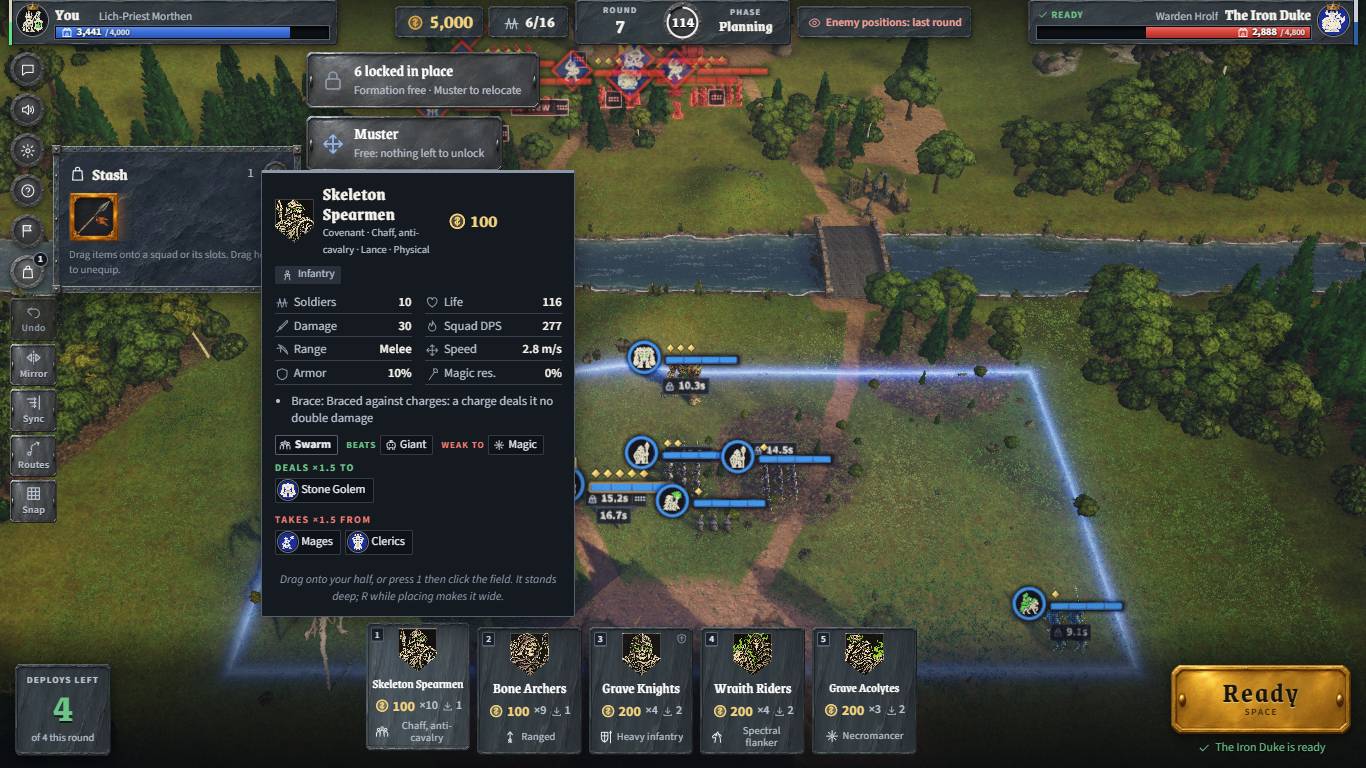 You Lich-Priest Morthen
3,441 / 4,000
5,000
6/16
ROUND
7
114
PHASE
Planning
Enemy positions: last round
READY
Warden Hrolf The Iron Duke
2,888 / 4,800
6 locked in place
Formation free · Muster to relocate
Muster
Free: nothing left to unlock
Stash 1
Drag items onto a squad or its slots. Drag
to unequip.
1
Undo
Mirror
Sync
Routes
Snap
Skeleton
Spearmen
100
Covenant · Chaff, anti-
cavalry · Lance · Physical
Infantry
Soldiers 10 Life 116
Damage 30 Squad DPS 277
Range Melee Speed 2.8 m/s
Armor 10% Magic res. 0%
• Brace: Braced against charges: a charge deals it no
double damage
Swarm BEATS Giant WEAK TO Magic
DEALS ×1.5 TO
Stone Golem
TAKES ×1.5 FROM
Mages Clerics
Drag onto your half, or press 1 then click the field. It stands
deep; R while placing makes it wide.
10.3s
14.5s
15.2s
16.7s
9.1s
DEPLOYS LEFT
4
of 4 this round
1
Skeleton Spearmen
100 ×10 1
Chaff, anti-
cavalry
2
Bone Archers
100 ×9 1
Ranged
3
Grave Knights
200 ×4 2
Heavy infantry
4
Wraith Riders
200 ×4 2
Spectral
flanker
5
Grave Acolytes
200 ×3 2
Necromancer
Ready
SPACE
The Iron Duke is ready